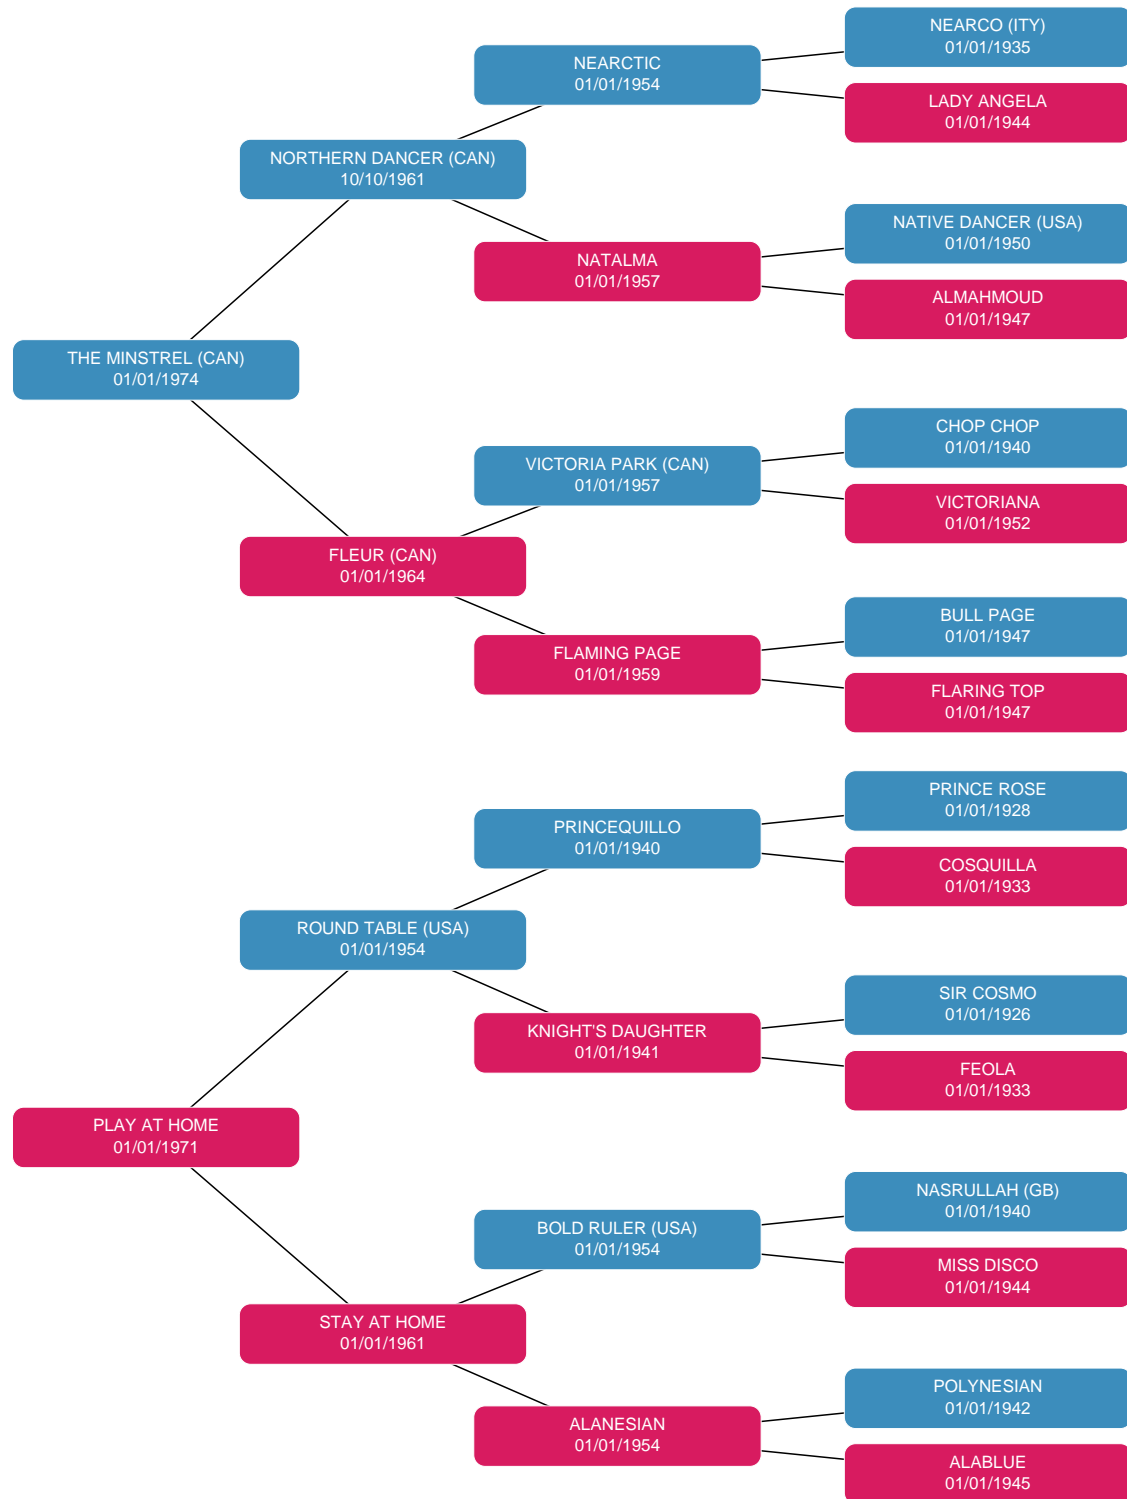 NEARCO (ITY)
01/01/1935
NEARCTIC
01/01/1954
LADY ANGELA
01/01/1944
NORTHERN DANCER (CAN)
10/10/1961
NATIVE DANCER (USA)
01/01/1950
NATALMA
01/01/1957
ALMAHMOUD
01/01/1947
THE MINSTREL (CAN)
01/01/1974
CHOP CHOP
01/01/1940
VICTORIA PARK (CAN)
01/01/1957
VICTORIANA
01/01/1952
FLEUR (CAN)
01/01/1964
BULL PAGE
01/01/1947
FLAMING PAGE
01/01/1959
FLARING TOP
01/01/1947
PRINCE ROSE
01/01/1928
PRINCEQUILLO
01/01/1940
COSQUILLA
01/01/1933
ROUND TABLE (USA)
01/01/1954
SIR COSMO
01/01/1926
KNIGHT'S DAUGHTER
01/01/1941
FEOLA
01/01/1933
PLAY AT HOME
01/01/1971
NASRULLAH (GB)
01/01/1940
BOLD RULER (USA)
01/01/1954
MISS DISCO
01/01/1944
STAY AT HOME
01/01/1961
POLYNESIAN
01/01/1942
ALANESIAN
01/01/1954
ALABLUE
01/01/1945